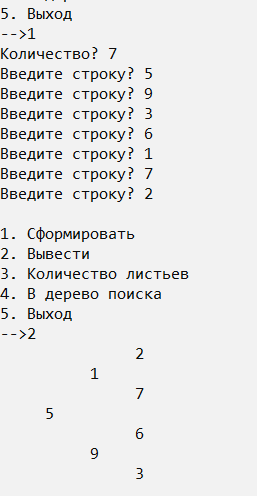 5. Выход
-->1
Количество? 7
Введите строку? 5
Введите строку? 9
Введите строку? 3
Введите строку? 6
Введите строку? 1
Введите строку? 7
Введите строку? 2
1. Сформировать
2. Вывести
3. Количество листьев
4. В дерево поиска
5. Выход
-->2
2
1
7
5
6
9
3